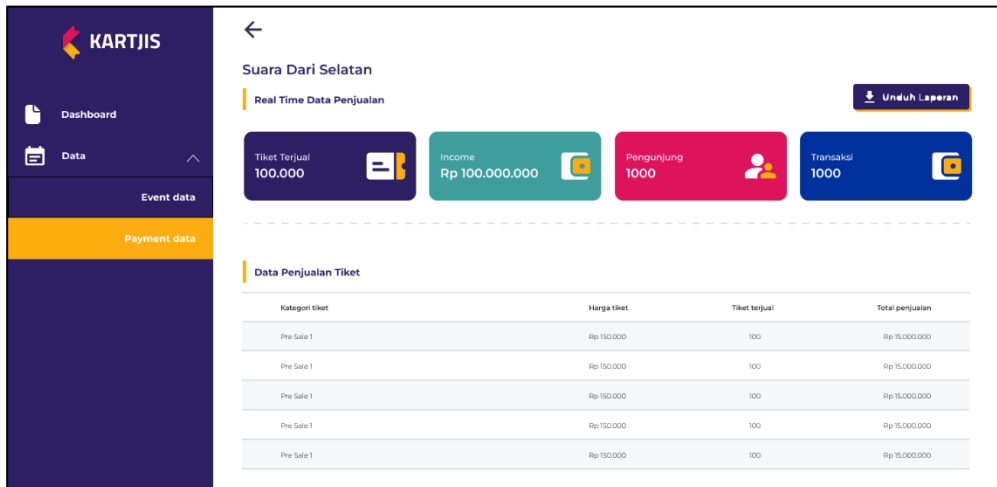 KARTJIS
Dashboard
Data
Event data
Payment data
Suara Dari Selatan
Real Time Data Penjualan
Unduh Laporan
Tiket Terjual
100.000
Income
Rp 100.000.000
Pengunjung
1000
Transaksi
1000
Data Penjualan Tiket
Kategori tiket Harga tiket Tiket terjual Total penjualan
Pre Sale 1 Rp 150.000 100 Rp 15.000.000
Pre Sale 1 Rp 150.000 100 Rp 15.000.000
Pre Sale 1 Rp 150.000 100 Rp 15.000.000
Pre Sale 1 Rp 150.000 100 Rp 15.000.000
Pre Sale 1 Rp 150.000 100 Rp 15.000.000